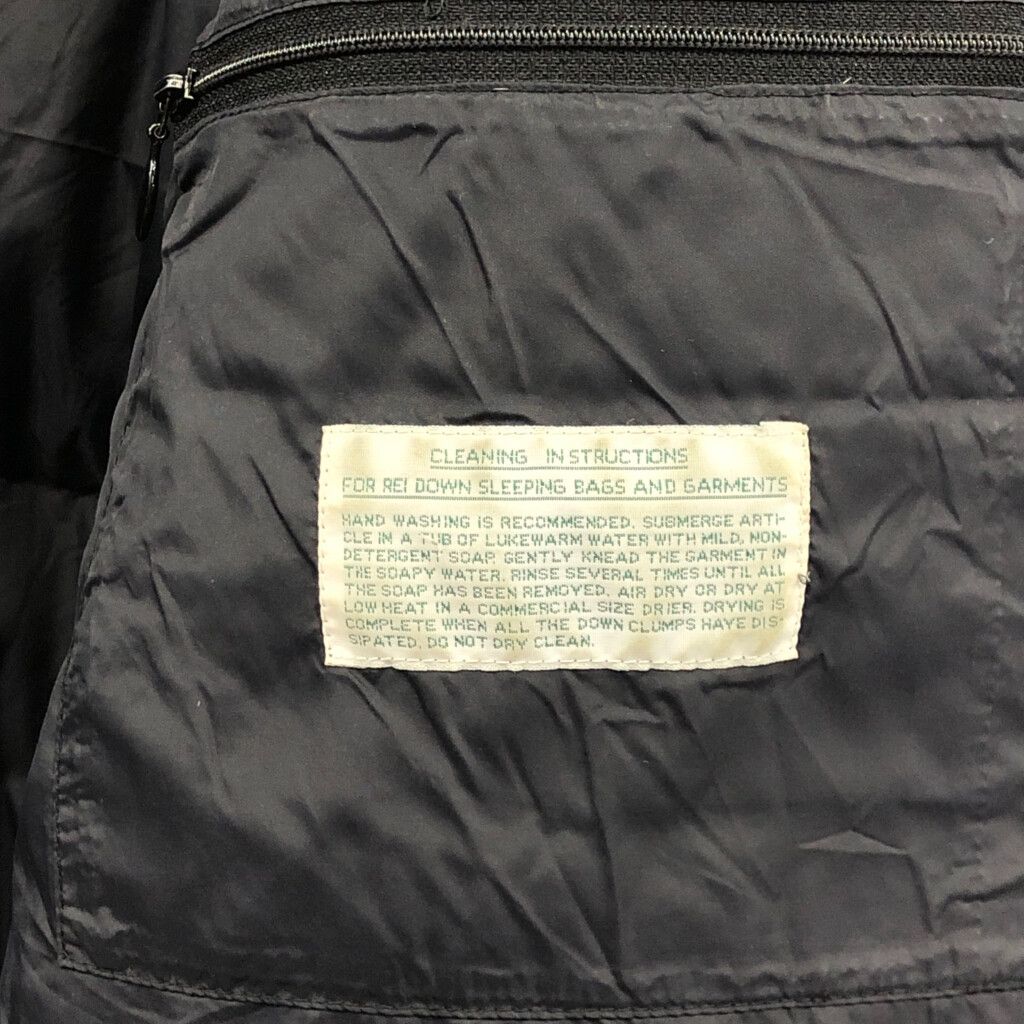 CLEANING INSTRUCTIONS
FOR REI DOWN SLEEPING BAGS AND GARMENTS
HAND WASHING IS RECOMMENDED. SUBMERGE ARTI-
CLE IN A TUB OF LUKEWARM WATER WITH MILD, NON-
DETERGENT SOAP. GENTLY KNEAD THE GARMENT IN
THE SOAPY WATER. RINSE SEVERAL TIMES UNTIL ALL
THE SOAP HAS BEEN REMOVED. AIR DRY OR DRY AT
LOW HEAT IN A COMMERCIAL SIZE DRIER. DRYING IS
COMPLETE WHEN ALL THE DOWN CLUMPS HAVE DIS-
SIPATED. DO NOT DRY CLEAN.